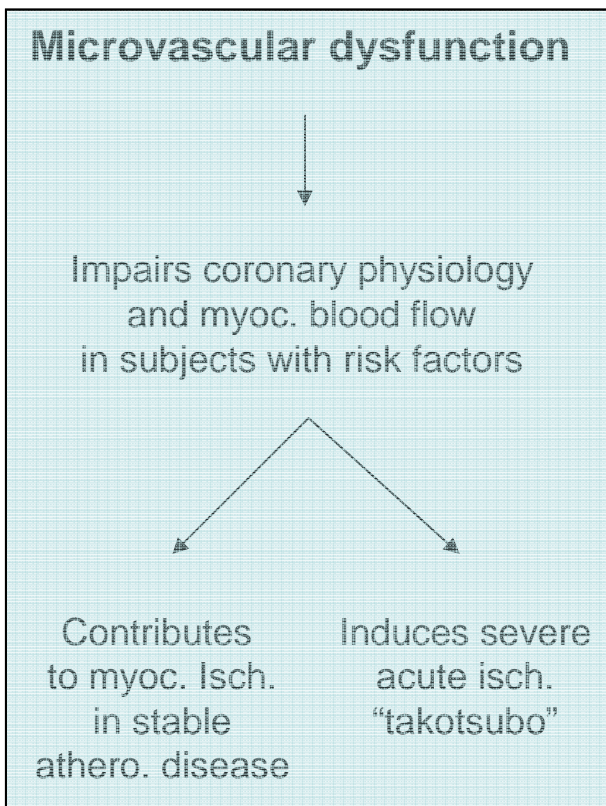 Microvascular dysfunction
Impairs coronary physiology
and myoc. blood flow
in subjects with risk factors
Contributes
to myoc. Isch.
in stable
athero. disease
Induces severe
acute isch.
“takotsubo”